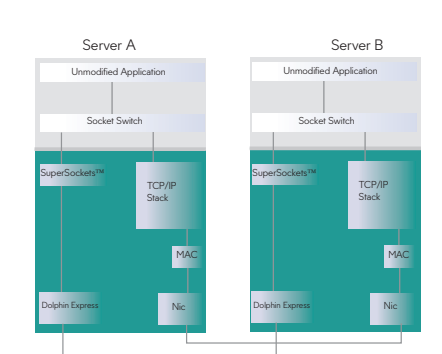 Server A
Server B
Unmodified Application
Unmodified Application
Socket Switch
Socket Switch
SuperSockets™
TCP/IP
Stack
SuperSockets™
TCP/IP
Stack
MAC
MAC
Dolphin Express
Nic
Dolphin Express
Nic